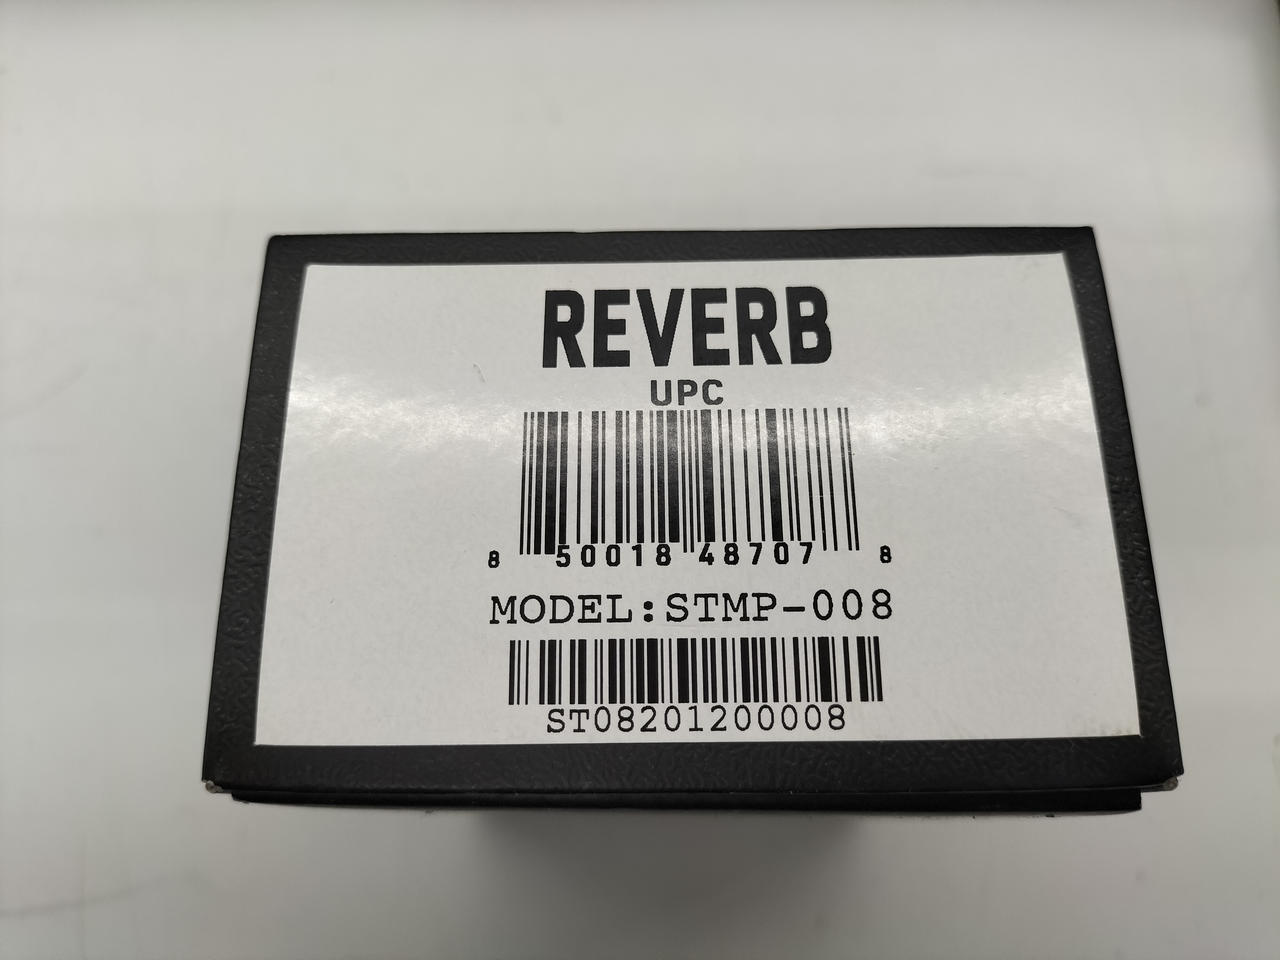 REVERB
UPC
8 50018 48707 8
MODEL:STMP-008
ST08201200008